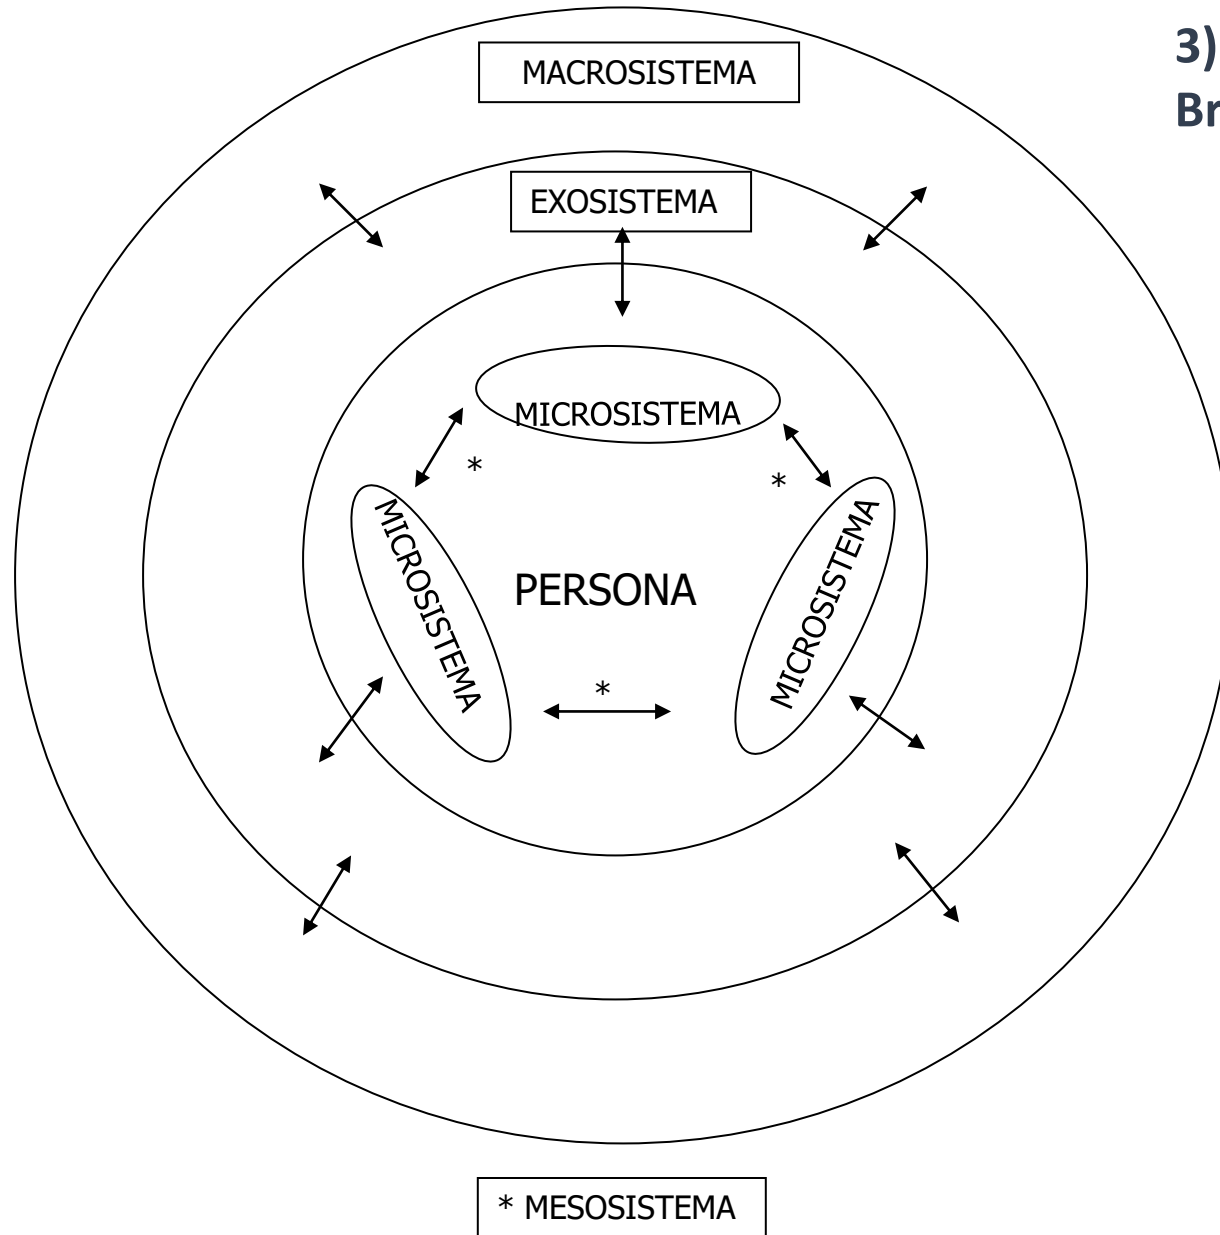 3)
Br
MACROSISTEMA
EXOSISTEMA
MICROSISTEMA
*
*
MICROSISTEMA
MICROSISTEMA
PERSONA
*
* MESOSISTEMA